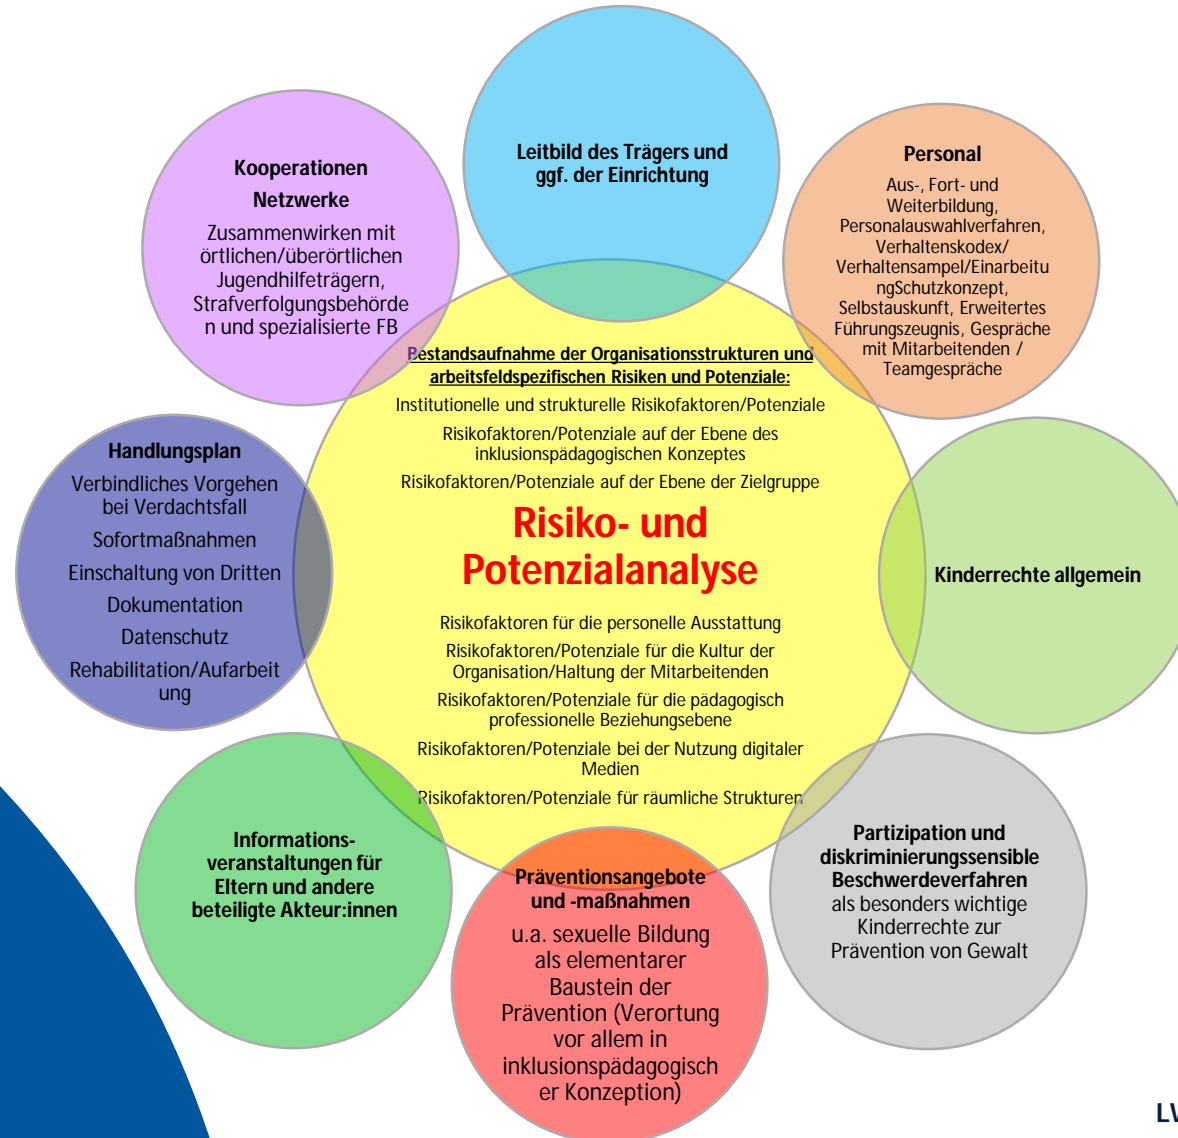 Leitbild des Trägers und
ggf. der Einrichtung
Personal
Aus-, Fort- und
Weiterbildung,
Personalauswahlverfahren,
Verhaltenskodex/
Verhaltensampel/Einarbeitu
ngSchutzkonzept,
Selbstauskunft, Erweitertes
Führungszeugnis, Gespräche
mit Mitarbeitenden /
Teamgespräche
Kinderrechte allgemein
Partizipation und
diskriminierungssensible
Beschwerdeverfahren
als besonders wichtige
Kinderrechte zur
Prävention von Gewalt
Präventionsangebote
und -maßnahmen
u.a. sexuelle Bildung
als elementarer
Baustein der
Prävention (Verortung
vor allem in
inklusionspädagogisch
er Konzeption)
Informations-
veranstaltungen für
Eltern und andere
beteiligte Akteur:innen
Handlungsplan
Verbindliches Vorgehen
bei Verdachtsfall
Sofortmaßnahmen
Einschaltung von Dritten
Dokumentation
Datenschutz
Rehabilitation/Aufarbeit
ung
Kooperationen
Netzwerke
Zusammenwirken mit
örtlichen/überörtlichen
Jugendhilfeträgern,
Strafverfolgungsbehörde
n und spezialisierte FB
Bestandsaufnahme der Organisationsstrukturen und
arbeitsfeldspezifischen Risiken und Potenziale:
Institutionelle und strukturelle Risikofaktoren/Potenziale
Risikofaktoren/Potenziale auf der Ebene des
inklusionspädagogischen Konzeptes
Risikofaktoren/Potenziale auf der Ebene der Zielgruppe
Risiko- und
Potenzialanalyse
Risikofaktoren für die personelle Ausstattung
Risikofaktoren/Potenziale für die Kultur der
Organisation/Haltung der Mitarbeitenden
Risikofaktoren/Potenziale für die pädagogisch
professionelle Beziehungsebene
Risikofaktoren/Potenziale bei der Nutzung digitaler
Medien
Risikofaktoren/Potenziale für räumliche Strukturen